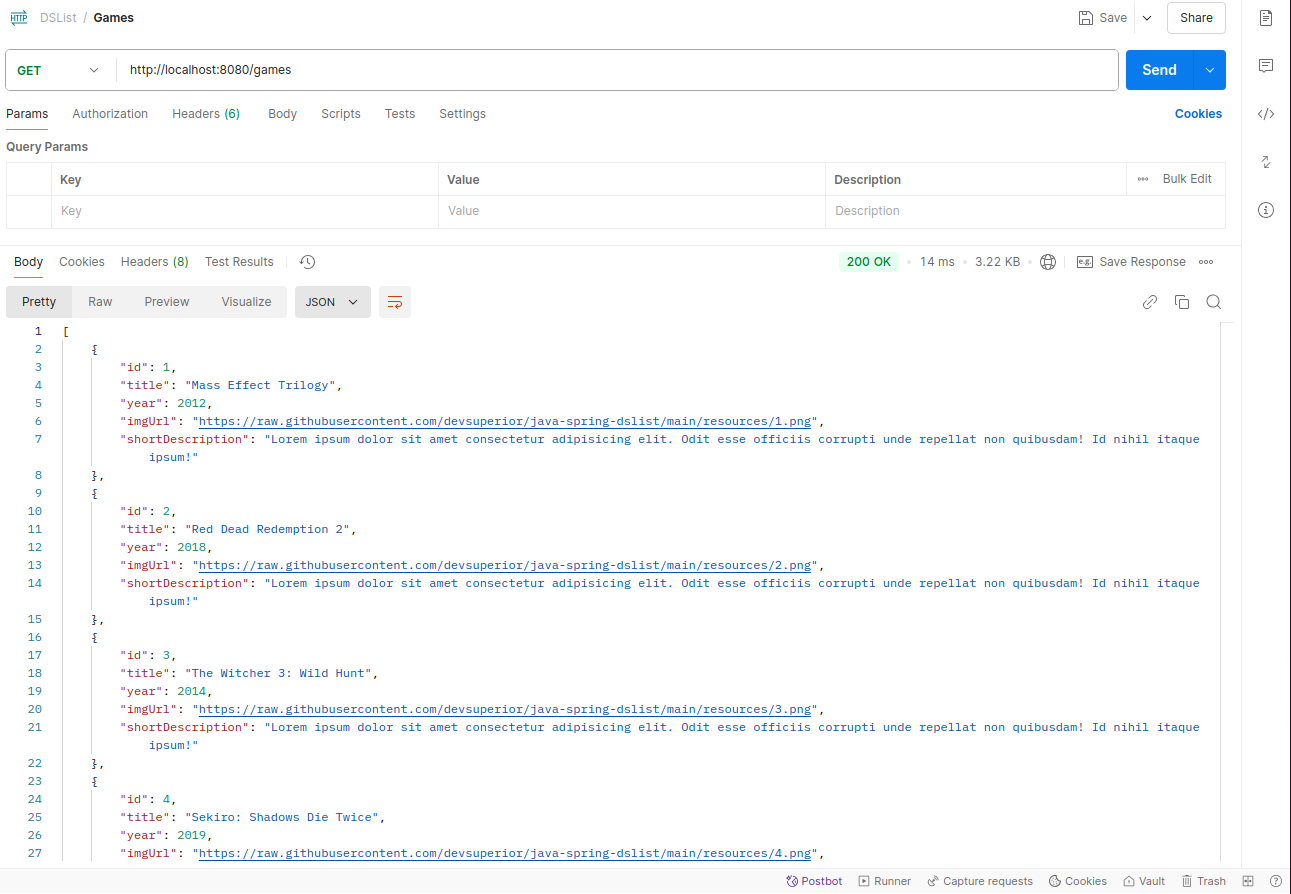 HTTP DSList / Games Save Share
GET http://localhost:8080/games Send
Params Authorization Headers (6) Body Scripts Tests Settings Cookies
Query Params
Key Value Description Bulk Edit
Key Value Description
Body Cookies Headers (8) Test Results 200 OK 14 ms 3.22 KB e.g. Save Response
Pretty Raw Preview Visualize JSON
1 [
2 {
3 "id": 1,
4 "title": "Mass Effect Trilogy",
5 "year": 2012,
6 "imgUrl": "https://raw.githubusercontent.com/devsuperior/java-spring-dslist/main/resources/1.png",
7 "shortDescription": "Lorem ipsum dolor sit amet consectetur adipisicing elit. Odit esse officiis corrupti unde repellat non quibusdam! Id nihil itaque
ipsum!"
8 },
9 {
10 "id": 2,
11 "title": "Red Dead Redemption 2",
12 "year": 2018,
13 "imgUrl": "https://raw.githubusercontent.com/devsuperior/java-spring-dslist/main/resources/2.png",
14 "shortDescription": "Lorem ipsum dolor sit amet consectetur adipisicing elit. Odit esse officiis corrupti unde repellat non quibusdam! Id nihil itaque
ipsum!"
15 },
16 {
17 "id": 3,
18 "title": "The Witcher 3: Wild Hunt",
19 "year": 2014,
20 "imgUrl": "https://raw.githubusercontent.com/devsuperior/java-spring-dslist/main/resources/3.png",
21 "shortDescription": "Lorem ipsum dolor sit amet consectetur adipisicing elit. Odit esse officiis corrupti unde repellat non quibusdam! Id nihil itaque
ipsum!"
22 },
23 {
24 "id": 4,
25 "title": "Sekiro: Shadows Die Twice",
26 "year": 2019,
27 "imgUrl": "https://raw.githubusercontent.com/devsuperior/java-spring-dslist/main/resources/4.png",
Postbot Runner Capture requests Cookies Vault Trash